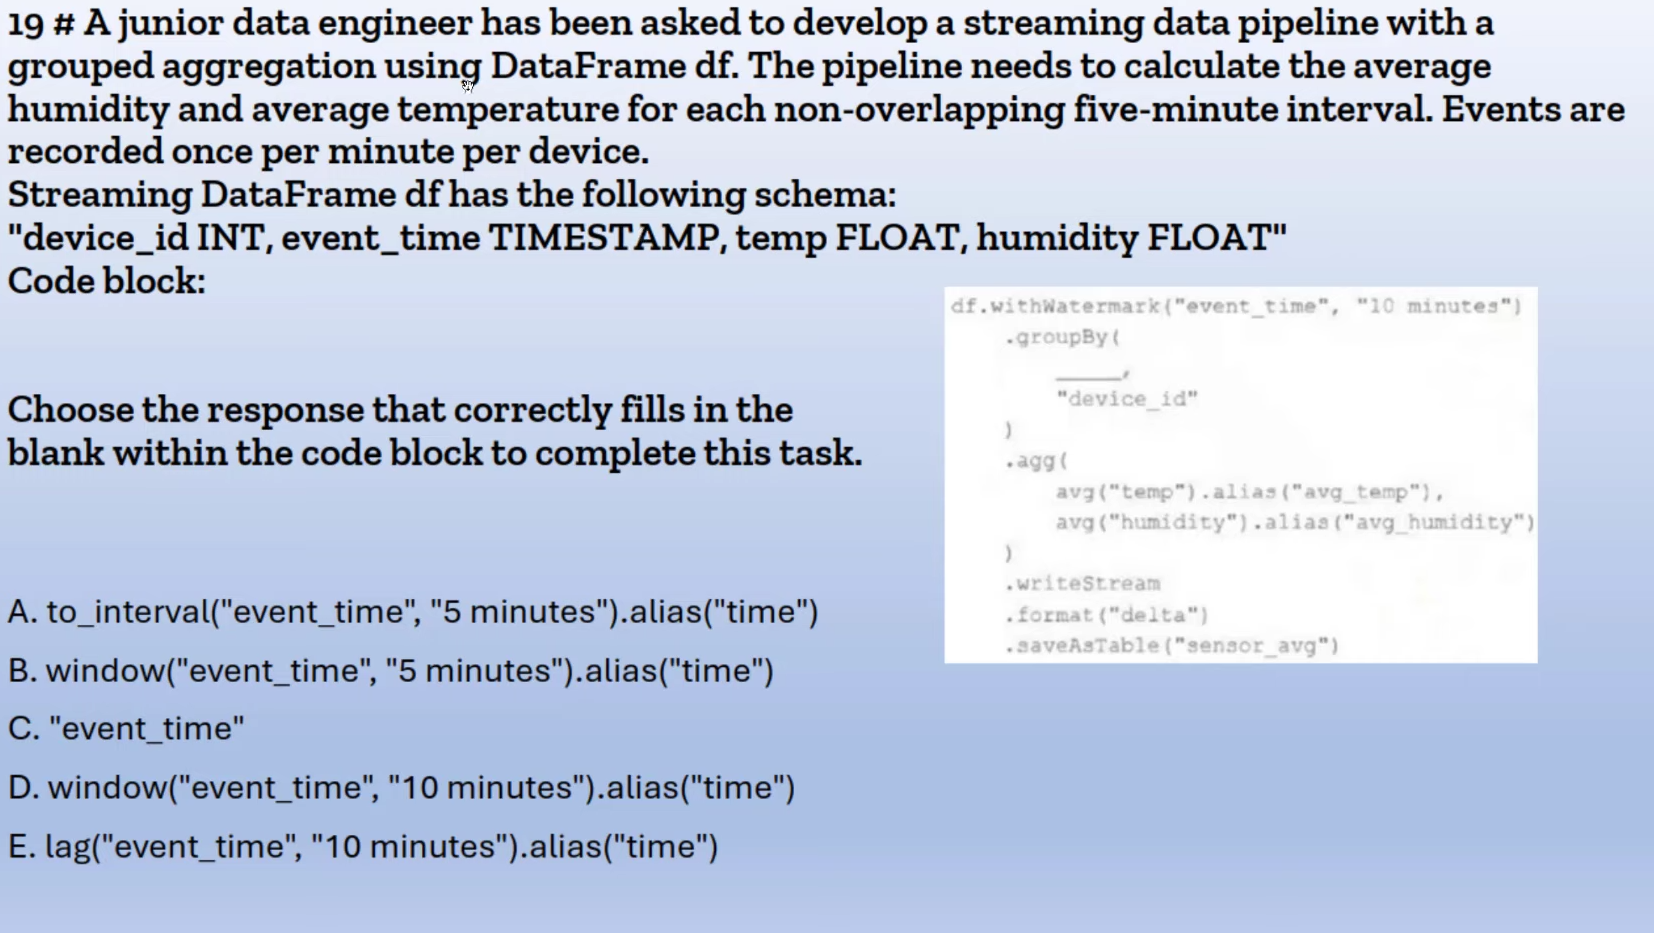 19 # A junior data engineer has been asked to develop a streaming data pipeline with a
grouped aggregation using DataFrame df. The pipeline needs to calculate the average
humidity and average temperature for each non-overlapping five-minute interval. Events are
recorded once per minute per device.
Streaming DataFrame df has the following schema:
"device_id INT, event_time TIMESTAMP, temp FLOAT, humidity FLOAT"
Code block:
df.withWatermark("event_time", "10 minutes")
.groupBy(
_____,
"device_id"
)
.agg(
avg("temp").alias("avg_temp"),
avg("humidity").alias("avg_humidity")
)
.writeStream
.format("delta")
.saveAsTable("sensor_avg")
Choose the response that correctly fills in the
blank within the code block to complete this task.
A. to_interval("event_time", "5 minutes").alias("time")
B. window("event_time", "5 minutes").alias("time")
C. "event_time"
D. window("event_time", "10 minutes").alias("time")
E. lag("event_time", "10 minutes").alias("time")